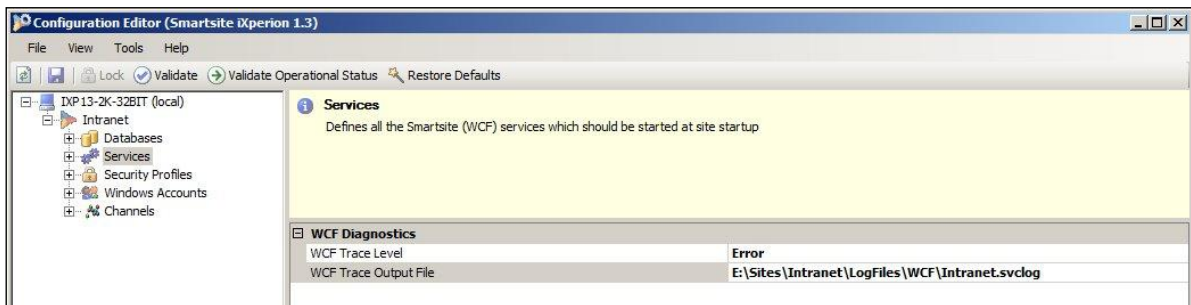 Configuration Editor (Smartsite iXperion 1.3)
File View Tools Help
Lock Validate Validate Operational Status Restore Defaults
IXP13-2K-32BIT (local)
Intranet
Databases
Services
Security Profiles
Windows Accounts
Channels
Services
Defines all the Smartsite (WCF) services which should be started at site startup
WCF Diagnostics
WCF Trace Level Error
WCF Trace Output File E:\Sites\Intranet\LogFiles\WCF\Intranet.svclog